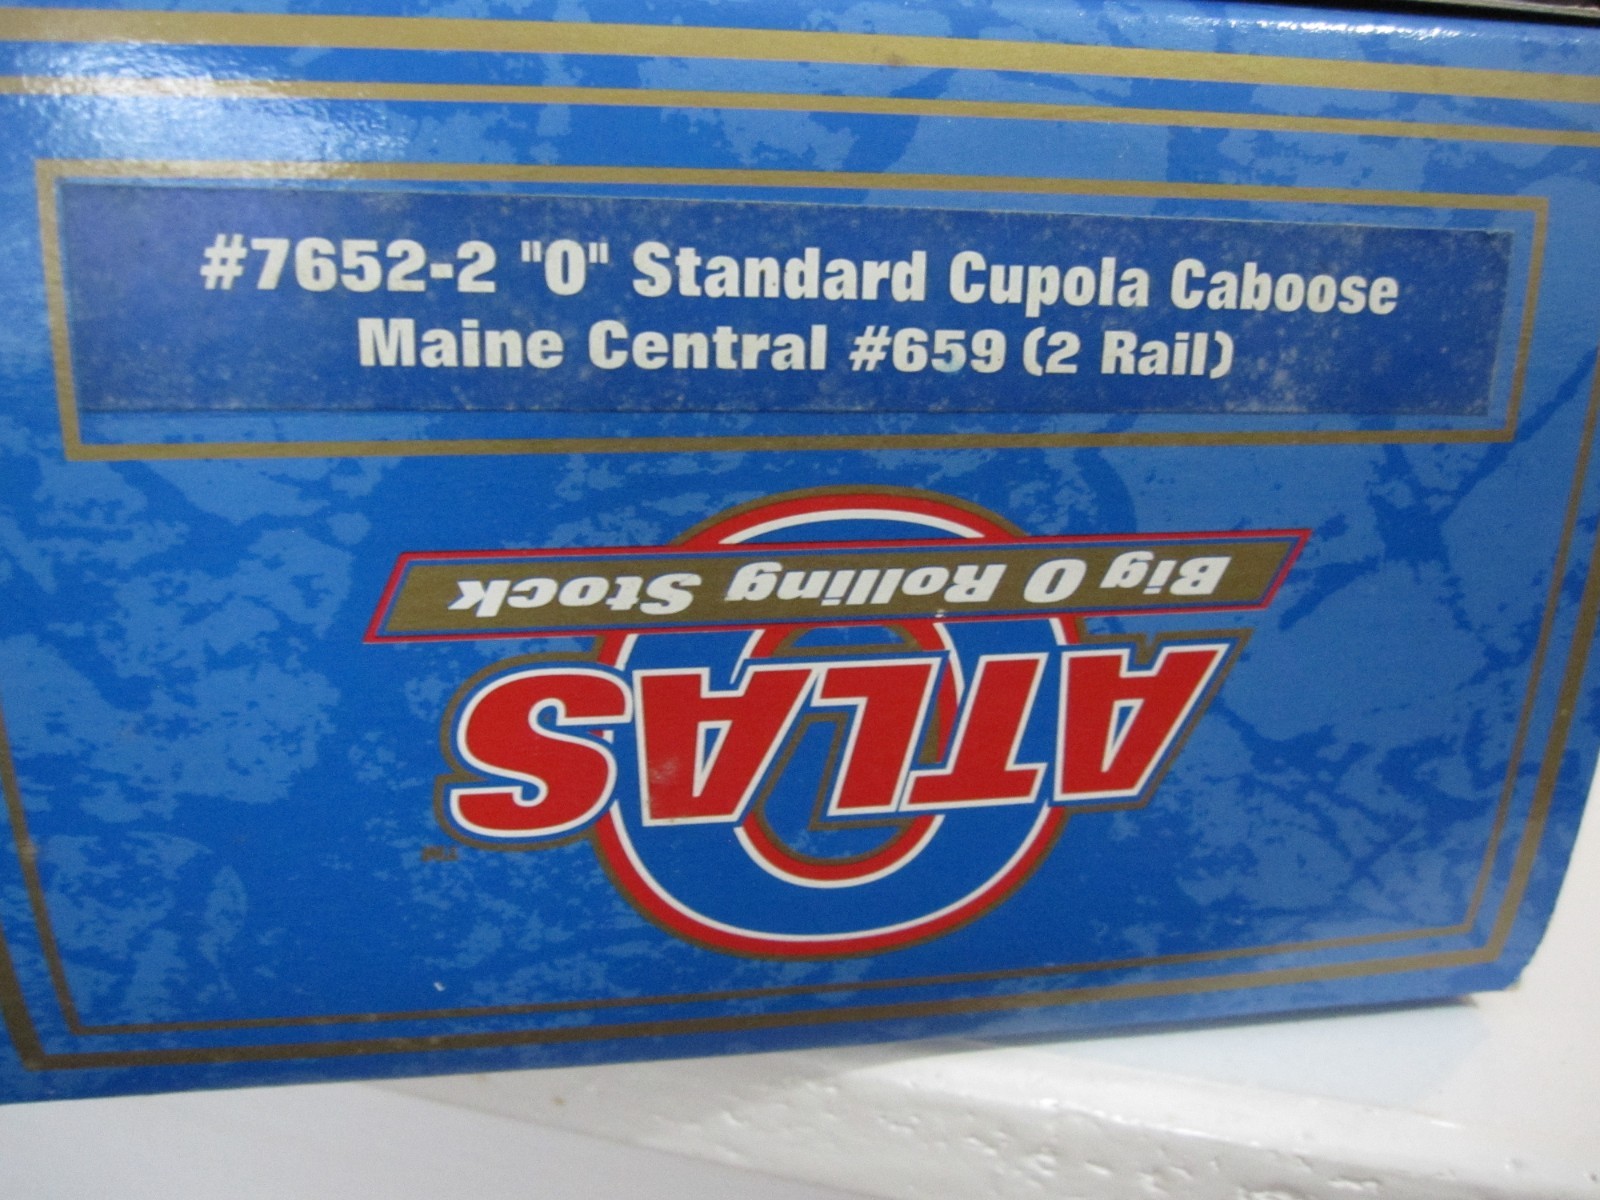 #7652-2 "O" Standard Cupola Caboose
Maine Central #659 (2 Rail)
ATLAS
Big O Rolling Stock